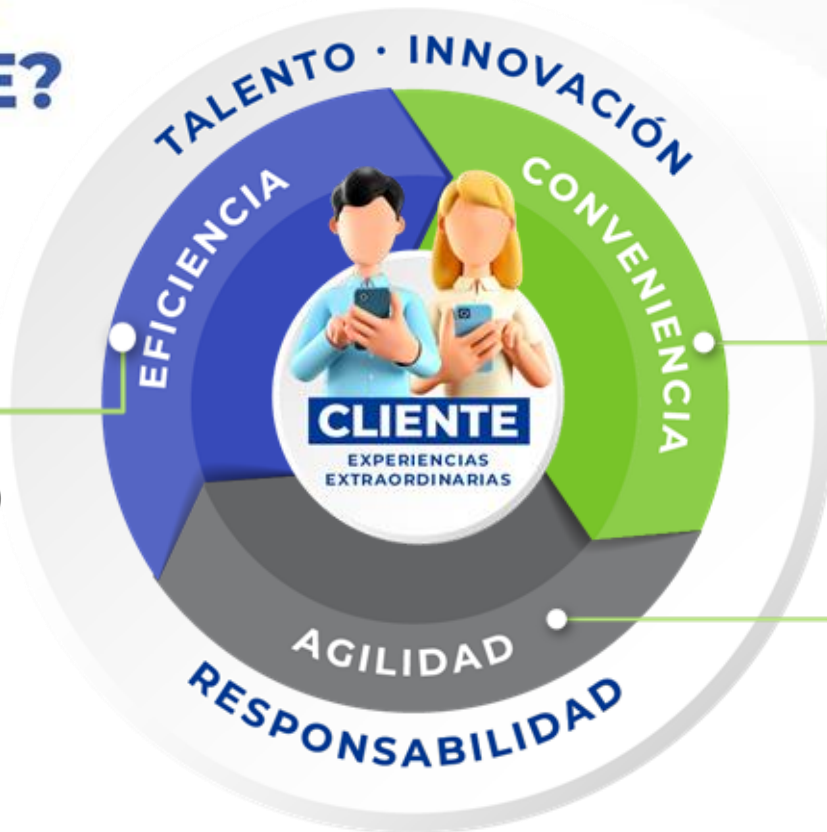 E?
TALENTO · INNOVACIÓN
EFICIENCIA
CONVENIENCIA
CLIENTE
EXPERIENCIAS
EXTRAORDINARIAS
AGILIDAD
RESPONSABILIDAD
)